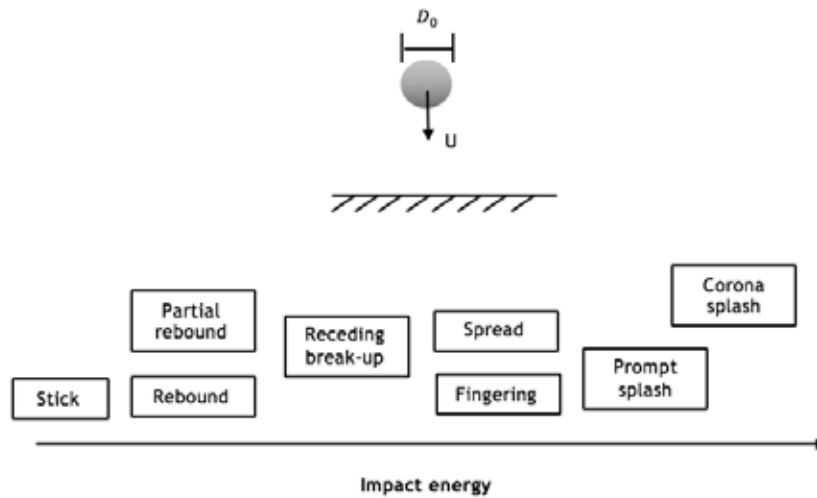 D₀
U
Corona
splash
Partial
rebound
Receding
break-up
Spread
Prompt
splash
Stick
Rebound
Fingering
Impact energy